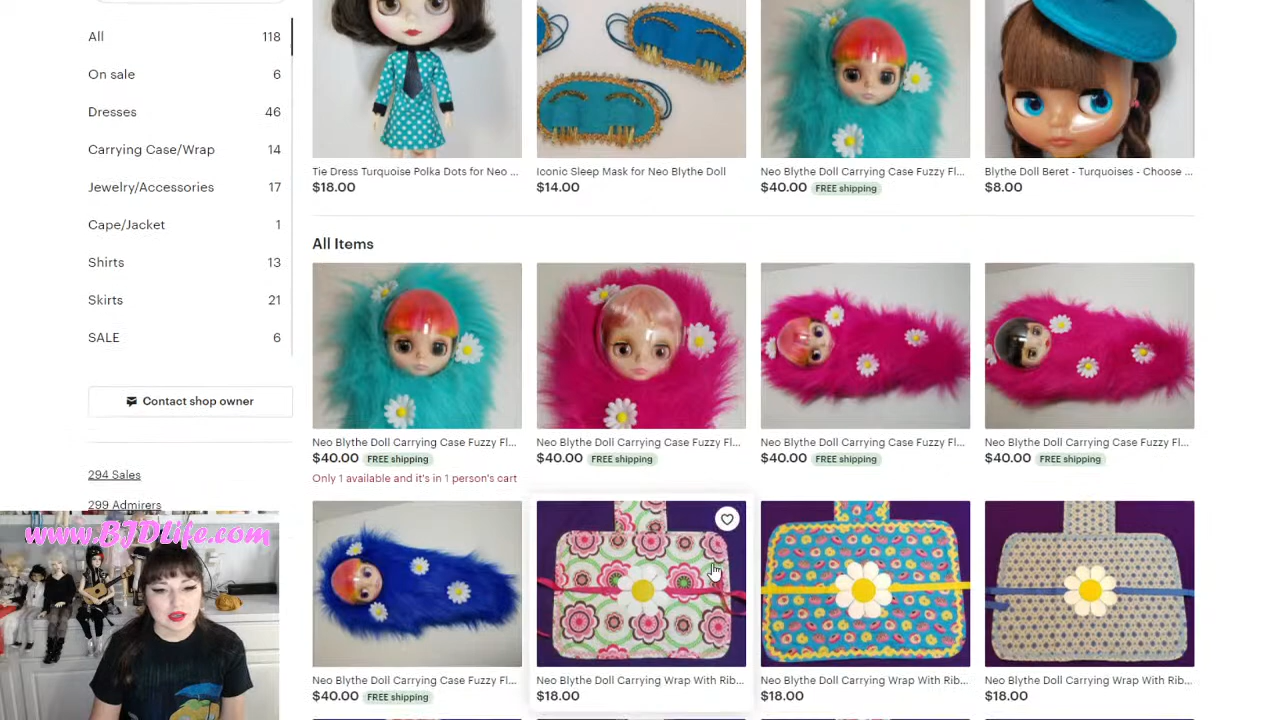 All 118
On sale 6
Dresses 46
Carrying Case/Wrap 14
Jewelry/Accessories 17
Cape/Jacket 1
Shirts 13
Skirts 21
SALE 6
Contact shop owner
294 Sales
299 Admirers
www.BJDLife.com
Tie Dress Turquoise Polka Dots for Neo ...
$18.00
Iconic Sleep Mask for Neo Blythe Doll
$14.00
Neo Blythe Doll Carrying Case Fuzzy Fl...
$40.00 FREE shipping
Blythe Doll Beret - Turquoises - Choose ...
$8.00
All Items
Neo Blythe Doll Carrying Case Fuzzy Fl...
$40.00 FREE shipping
Only 1 available and it's in 1 person's cart
Neo Blythe Doll Carrying Case Fuzzy Fl...
$40.00 FREE shipping
Neo Blythe Doll Carrying Case Fuzzy Fl...
$40.00 FREE shipping
Neo Blythe Doll Carrying Case Fuzzy Fl...
$40.00 FREE shipping
Neo Blythe Doll Carrying Case Fuzzy Fl...
$40.00 FREE shipping
Neo Blythe Doll Carrying Wrap With Rib...
$18.00
Neo Blythe Doll Carrying Wrap With Rib...
$18.00
Neo Blythe Doll Carrying Wrap With Rib...
$18.00